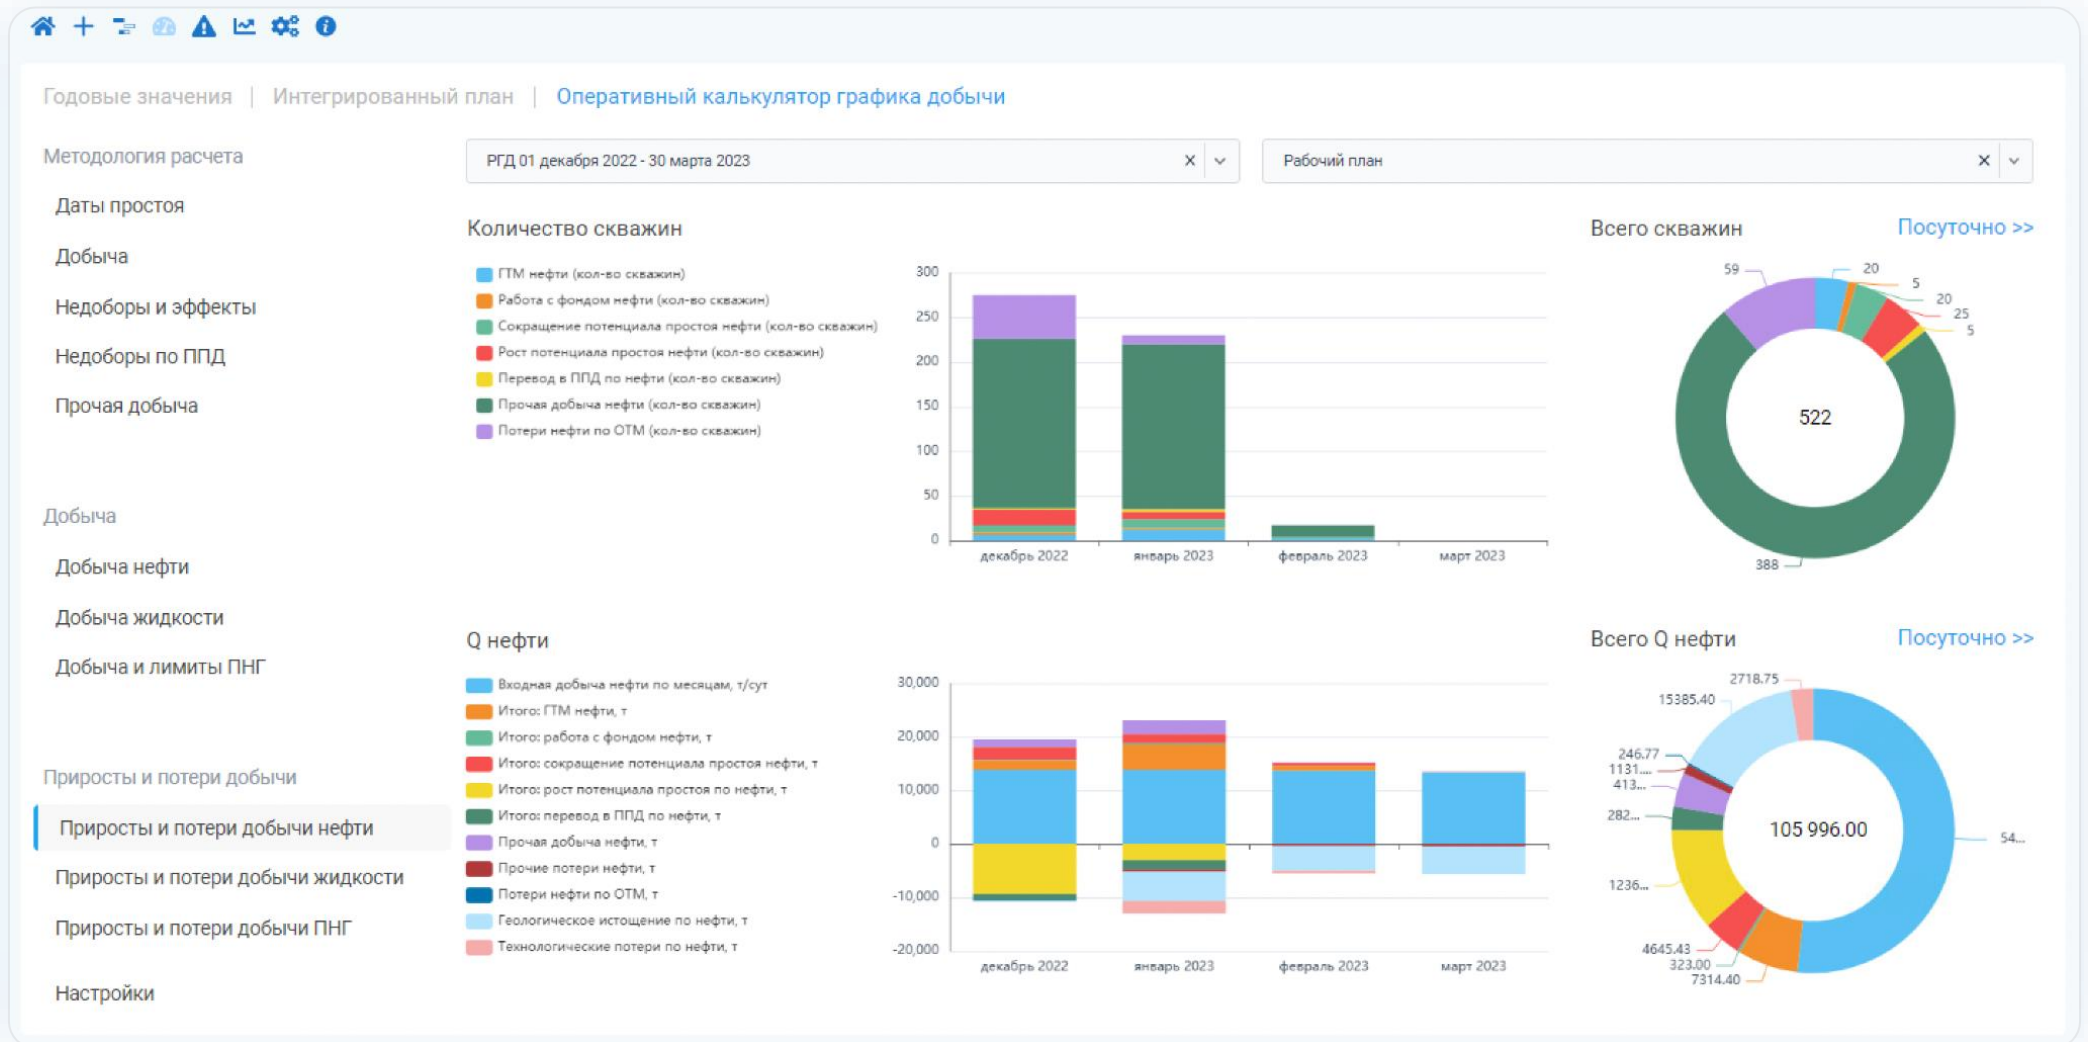 Годовые значения | Интегрированный план | Оперативный калькулятор графика добычи
Методология расчета
Даты простоя
Добыча
Недоборы и эффекты
Недоборы по ППД
Прочая добыча
Добыча
Добыча нефти
Добыча жидкости
Добыча и лимиты ПНГ
Приросты и потери добычи
Приросты и потери добычи нефти
Приросты и потери добычи жидкости
Приросты и потери добычи ПНГ
Настройки
РГД 01 декабря 2022 - 30 марта 2023
Рабочий план
Количество скважин
ГТМ нефти (кол-во скважин)
Работа с фондом нефти (кол-во скважин)
Сокращение потенциала простоя нефти (кол-во скважин)
Рост потенциала простоя нефти (кол-во скважин)
Перевод в ППД по нефти (кол-во скважин)
Прочая добыча нефти (кол-во скважин)
Потери нефти по ОТМ (кол-во скважин)
300
250
200
150
100
50
0
декабрь 2022 январь 2023 февраль 2023 март 2023
Всего скважин
Посуточно >>
59
20
5
20
25
5
522
388
Q нефти
Входная добыча нефти по месяцам, т/сут
Итого: ГТМ нефти, т
Итого: работа с фондом нефти, т
Итого: сокращение потенциала простоя нефти, т
Итого: рост потенциала простоя по нефти, т
Итого: перевод в ППД по нефти, т
Прочая добыча нефти, т
Прочие потери нефти, т
Потери нефти по ОТМ, т
Геологическое истощение по нефти, т
Технологические потери по нефти, т
30,000
20,000
10,000
0
-10,000
-20,000
декабрь 2022 январь 2023 февраль 2023 март 2023
Всего Q нефти
Посуточно >>
2718.75
15385.40
246.77
1131....
413...
282...
105 996.00
54...
1236...
4645.43
323.00
7314.40